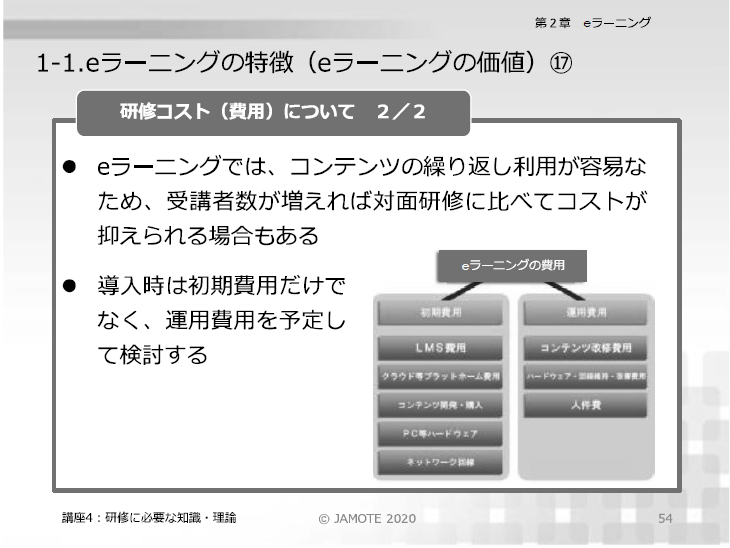 第2章　eラーニング
1-1.eラーニングの特徴（eラーニングの価値）⑰
研修コスト（費用）について　２／２
● eラーニングでは、コンテンツの繰り返し利用が容易な
ため、受講者数が増えれば対面研修に比べてコストが
抑えられる場合もある
● 導入時は初期費用だけで
なく、運用費用を予定し
て検討する
eラーニングの費用
初期費用
LMS費用
クラウド等プラットホーム費用
コンテンツ開発・購入
PC等ハードウェア
ネットワーク回線
運用費用
コンテンツ改修費用
ハードウェア・回線維持・改修費用
人件費
講座4：研修に必要な知識・理論
© JAMOTE 2020
54